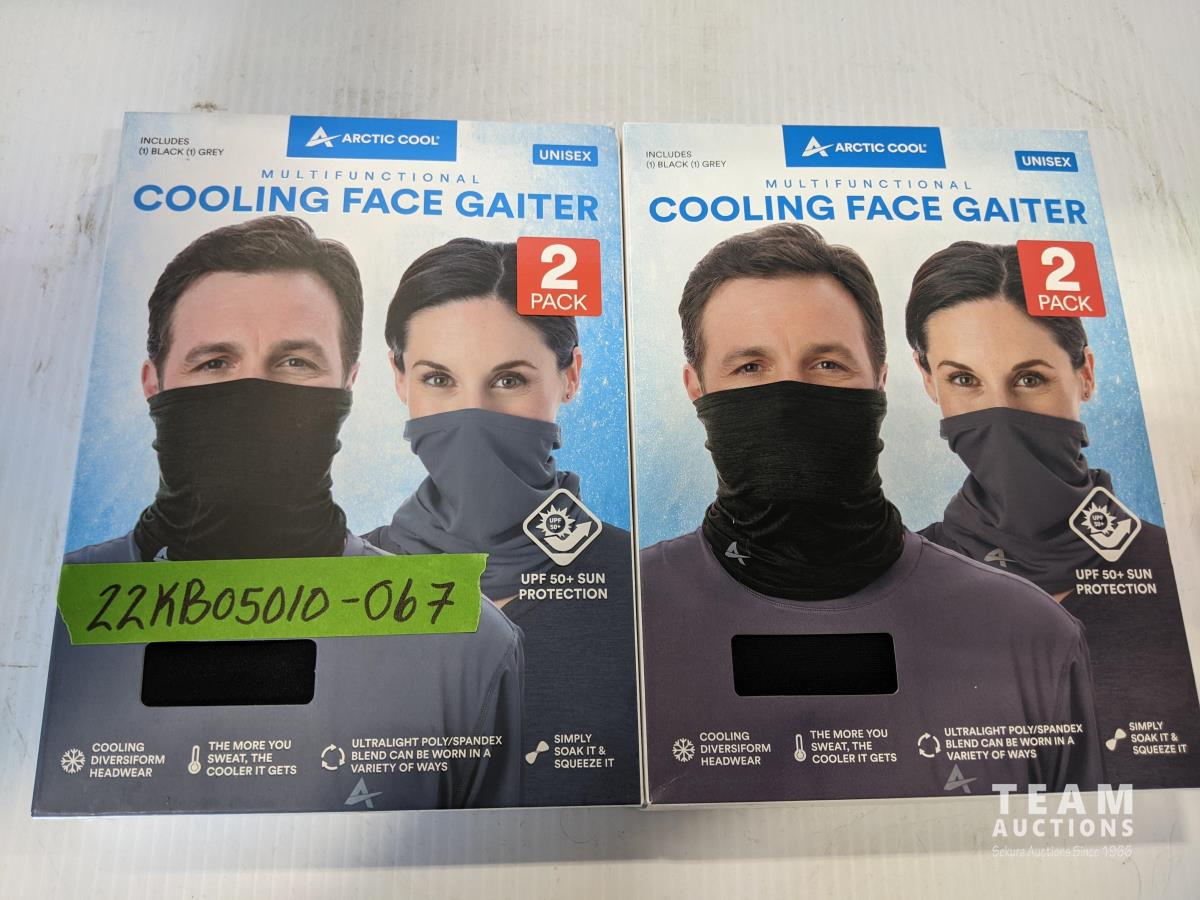 INCLUDES
(1) BLACK (1) GREY
ARCTIC COOL®
UNISEX
MULTIFUNCTIONAL
COOLING FACE GAITER
2
PACK
UPF
50+
UPF 50+ SUN
PROTECTION
22KB05010-067
COOLING
DIVERSIFORM
HEADWEAR
THE MORE YOU
SWEAT, THE
COOLER IT GETS
ULTRALIGHT POLY/SPANDEX
BLEND CAN BE WORN IN A
VARIETY OF WAYS
SIMPLY
SOAK IT &
SQUEEZE IT
INCLUDES
(1) BLACK (1) GREY
ARCTIC COOL®
UNISEX
MULTIFUNCTIONAL
COOLING FACE GAITER
2
PACK
UPF
50+
UPF 50+ SUN
PROTECTION
COOLING
DIVERSIFORM
HEADWEAR
THE MORE YOU
SWEAT, THE
COOLER IT GETS
ULTRALIGHT POLY/SPANDEX
BLEND CAN BE WORN IN A
VARIETY OF WAYS
SIMPLY
SOAK IT &
SQUEEZE IT
TEAM
AUCTIONS
Sekura Auctions Since 1966